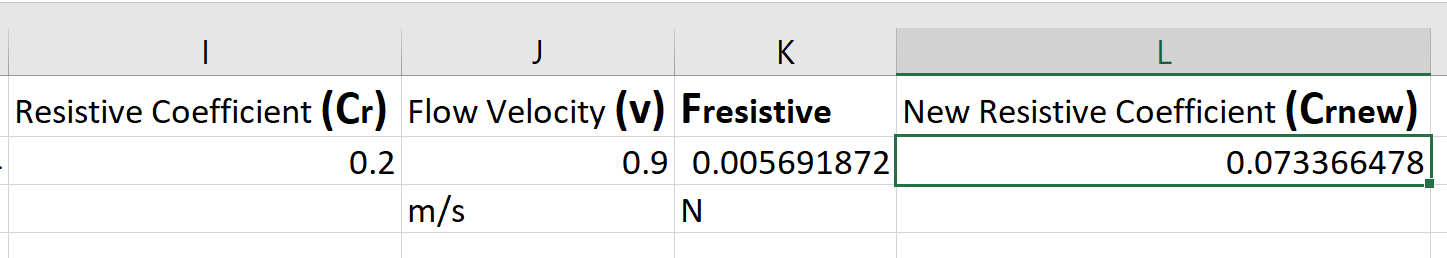 I J K L
Resistive Coefficient (Cr) Flow Velocity (v) Fresistive New Resistive Coefficient (Crnew)
0.2 0.9 0.005691872 0.073366478
m/s N